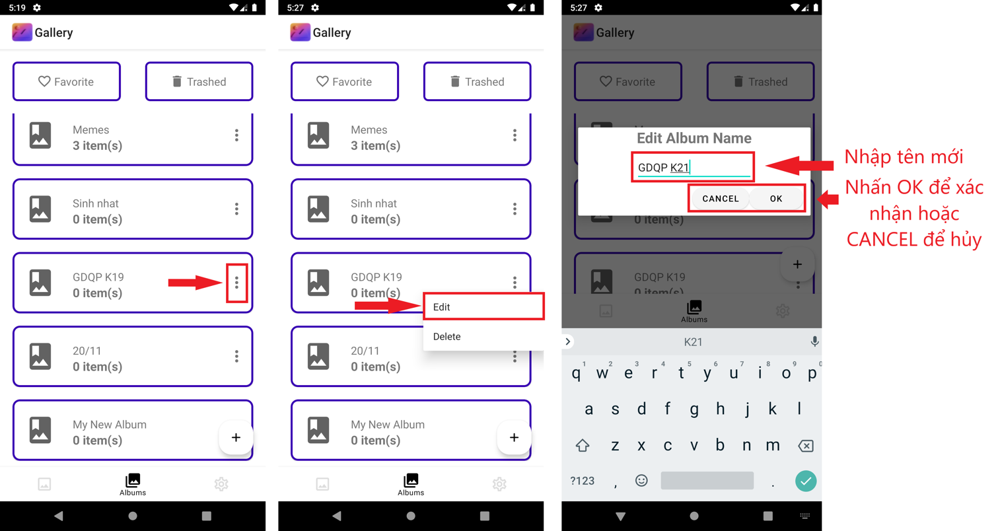 5:19
Gallery
Favorite
Trashed
Memes
3 item(s)
Sinh nhat
0 item(s)
GDQP K19
0 item(s)
20/11
0 item(s)
My New Album
0 item(s)
+
Albums
5:27
Gallery
Favorite
Trashed
Memes
3 item(s)
Sinh nhat
0 item(s)
GDQP K19
0 item(s)
Edit
Delete
20/11
0 item(s)
My New Album
0 item(s)
+
Albums
5:27
Gallery
Favorite
Trashed
Edit Album Name
GDQP K21
CANCEL OK
0 item(s)
+
GDQP K19
0 item(s)
Albums
K21
1 2 3 4 5 6 7 8 9 0
q w e r t y u i o p
a s d f g h j k l
z x c v b n m
?123 , .
Nhập tên mới
Nhấn OK để xác
nhận hoặc
CANCEL để hủy